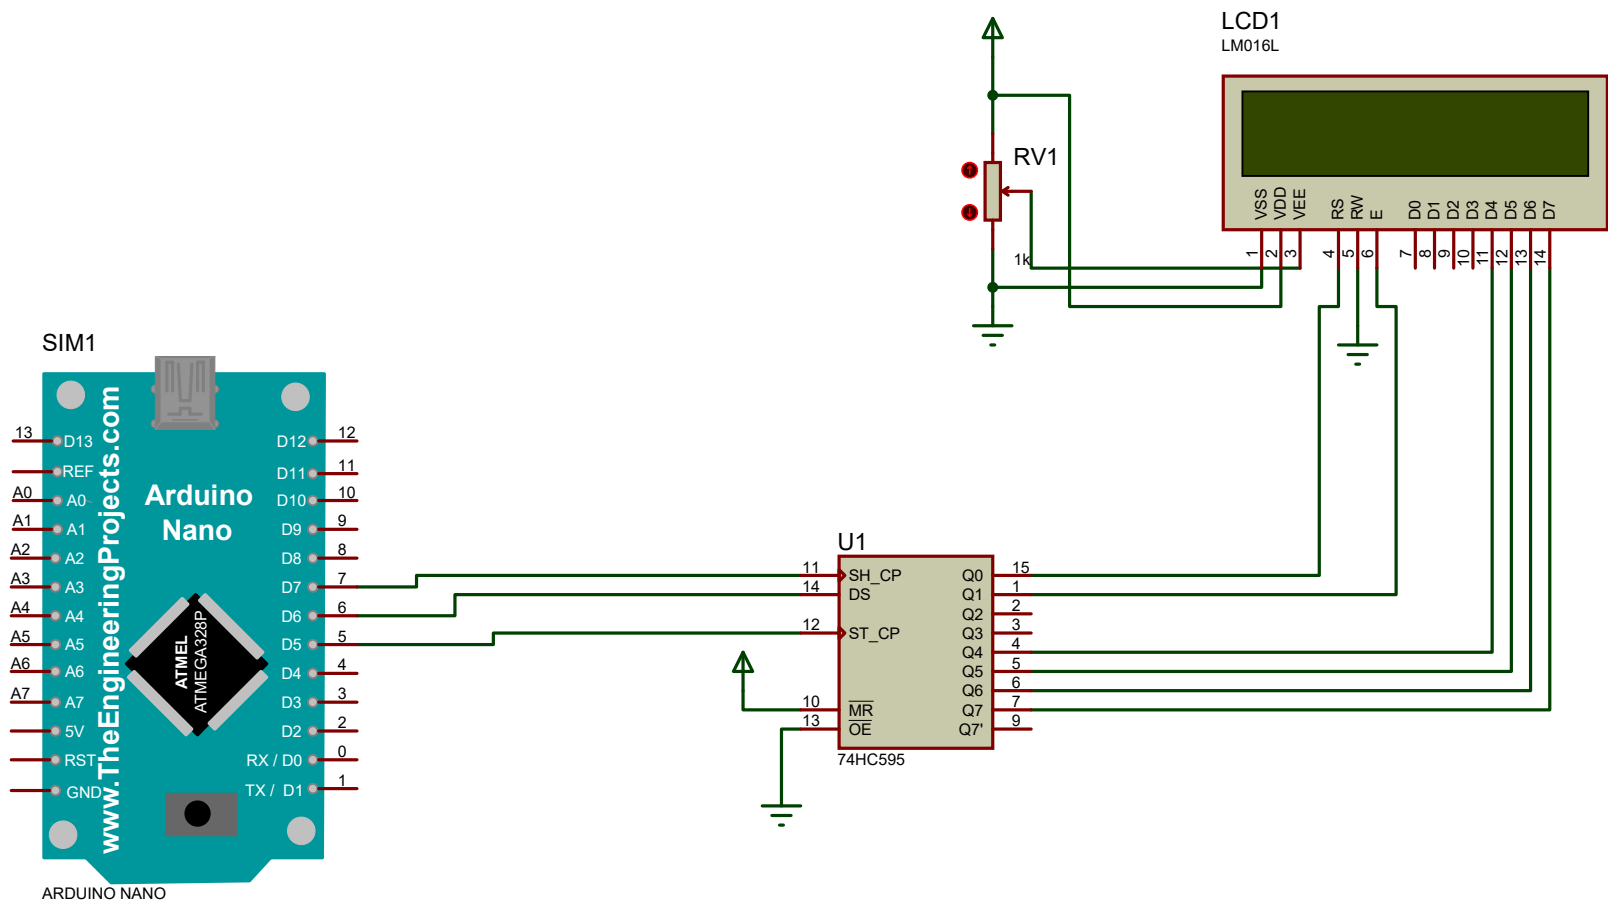 LCD1
LM016L
RV1
1k
VSS VDD VEE RS RW E D0 D1 D2 D3 D4 D5 D6 D7
1 2 3 4 5 6 7 8 9 10 11 12 13 14
SIM1
www.TheEngineeringProjects.com
Arduino
Nano
ATMEL
ATMEGA328P
13 D13
REF
A0 A0
A1 A1
A2 A2
A3 A3
A4 A4
A5 A5
A6 A6
A7 A7
5V
RST
GND
D12 12
D11 11
D10 10
D9 9
D8 8
D7 7
D6 6
D5 5
D4 4
D3 3
D2 2
RX / D0 0
TX / D1 1
ARDUINO NANO
U1
11 SH_CP Q0 15
14 DS Q1 1
Q2 2
12 ST_CP Q3 3
Q4 4
Q5 5
Q6 6
10 MR Q7 7
13 OE Q7' 9
74HC595